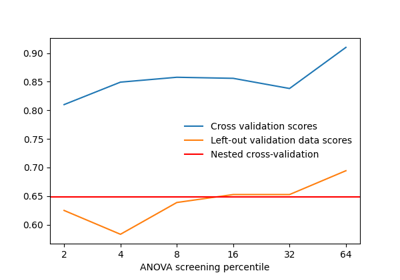 0.90
0.85
0.80
0.75
0.70
0.65
0.60
Cross validation scores
Left-out validation data scores
Nested cross-validation
2 4 8 16 32 64
ANOVA screening percentile